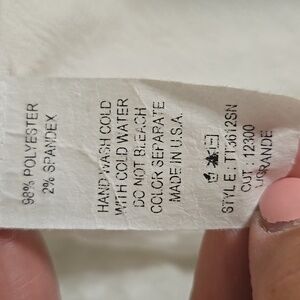 98% POLYESTER
2% SPANDEX
HAND WASH COLD
WITH COLD WATER
DO NOT BLEACH
COLOR SEPARATE
MADE IN U.S.A.
STYLE : TT3612SN
CUT : 12300